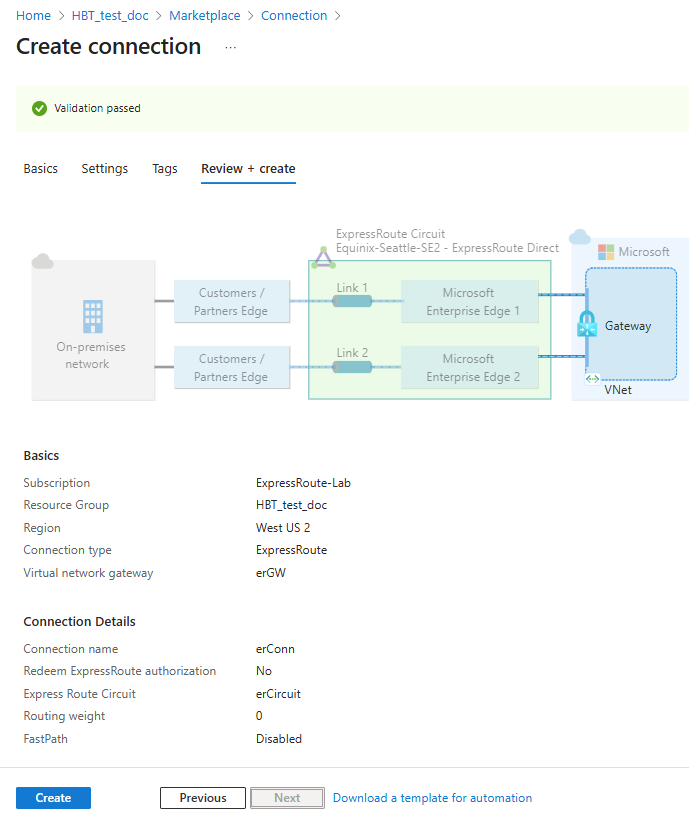 Home > HBT_test_doc > Marketplace > Connection >
Create connection ...
Validation passed
Basics Settings Tags Review + create
ExpressRoute Circuit
Equinix-Seattle-SE2 - ExpressRoute Direct
Microsoft
On-premises
network
Customers /
Partners Edge
Link 1
Microsoft
Enterprise Edge 1
Customers /
Partners Edge
Link 2
Microsoft
Enterprise Edge 2
Gateway
VNet
Basics
Subscription ExpressRoute-Lab
Resource Group HBT_test_doc
Region West US 2
Connection type ExpressRoute
Virtual network gateway erGW
Connection Details
Connection name erConn
Redeem ExpressRoute authorization No
Express Route Circuit erCircuit
Routing weight 0
FastPath Disabled
Create Previous Next Download a template for automation